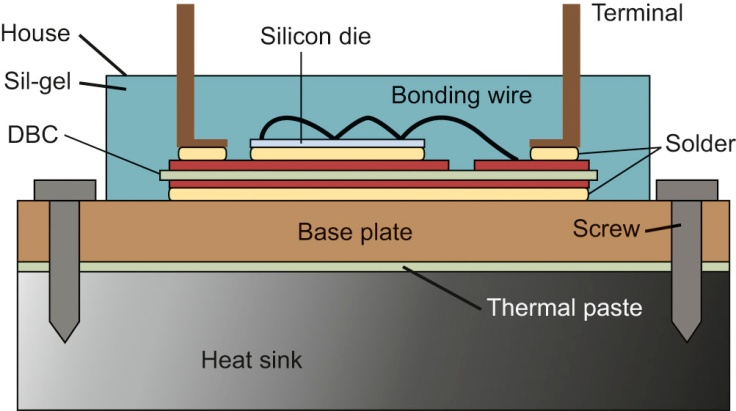 Terminal
House
Silicon die
Sil-gel
Bonding wire
DBC
Solder
Base plate
Screw
Thermal paste
Heat sink